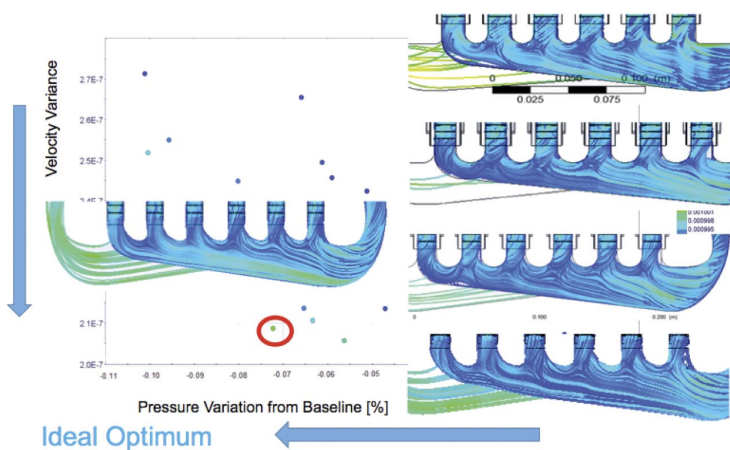 Velocity Variance
2.7E-7
2.6E-7
2.5E-7
2.4E-7
2.1E-7
2.0E-7
-0.11
-0.10
-0.09
-0.08
-0.07
-0.06
-0.05
Pressure Variation from Baseline [%]
Ideal Optimum
0
0.050
0.100 (m)
0.025
0.075
0.001001
0.000998
0.000995
0
0.100
0.200 (m)